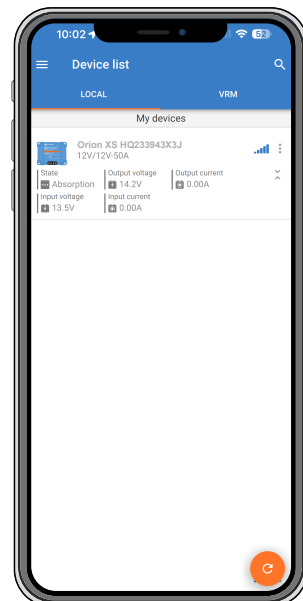 10:02 52
Device list
LOCAL VRM
My devices
Orion XS HQ233943X3J
12V/12V-50A
State Output voltage Output current
Absorption 14.2V 0.00A
Input voltage Input current
13.5V 0.00A